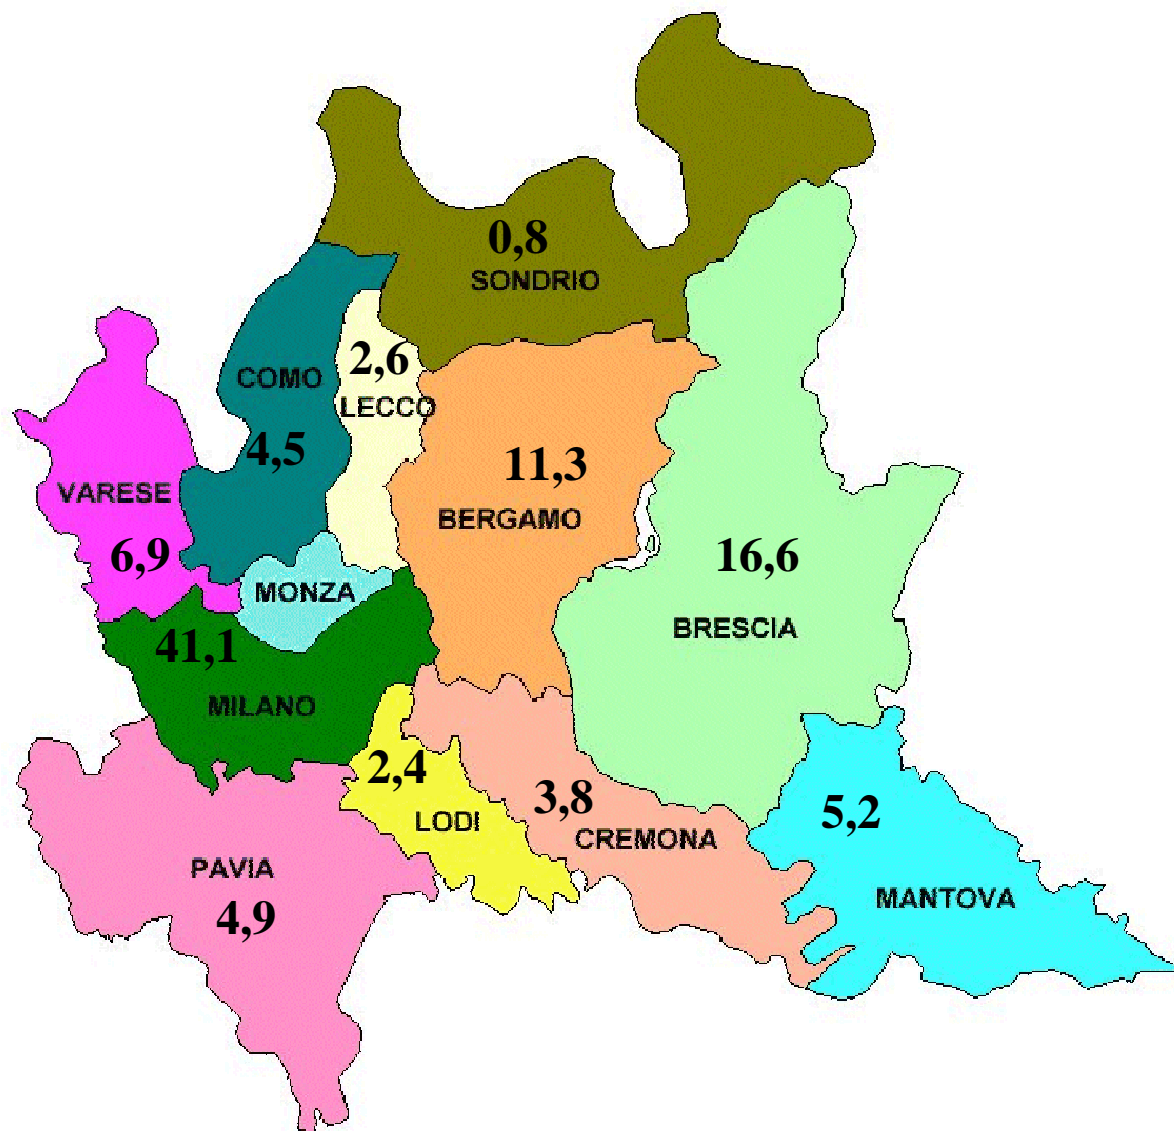 0,8
SONDRIO
2,6
LECCO
COMO
4,5
VARESE
6,9
11,3
BERGAMO
16,6
BRESCIA
MONZA
41,1
MILANO
2,4
LODI
3,8
CREMONA
5,2
MANTOVA
PAVIA
4,9